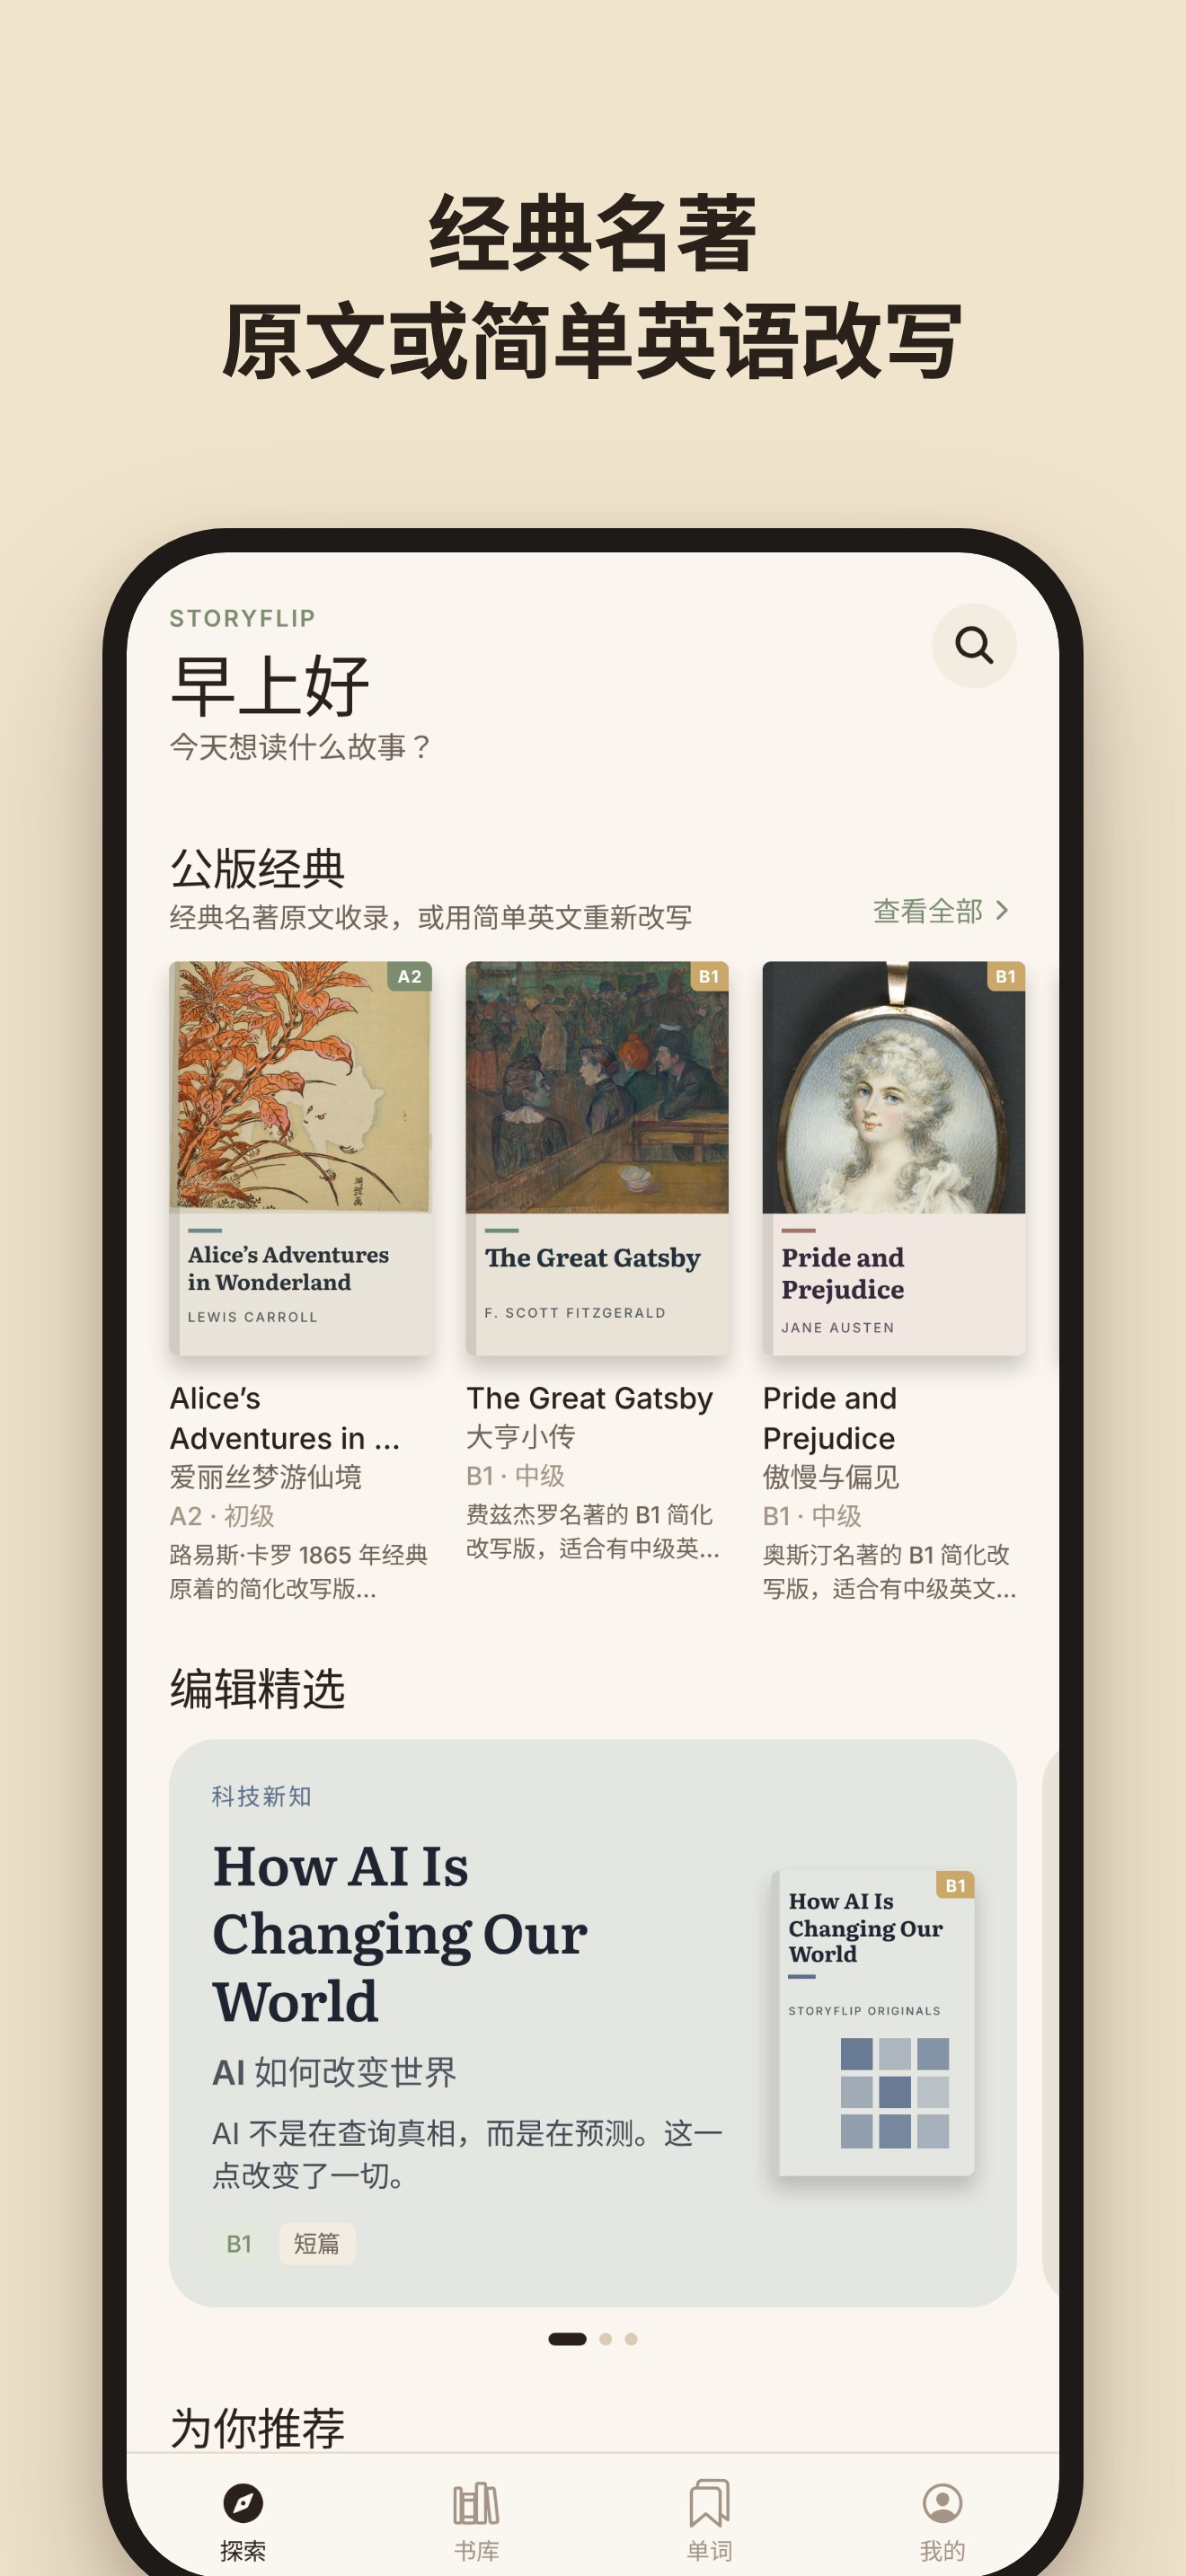 经典名著
原文或简单英语改写
STORYFLIP
早上好
今天想读什么故事？
公版经典
经典名著原文收录，或用简单英文重新改写
查看全部
A2
B1
B1
Alice’s Adventures
in Wonderland
LEWIS CARROLL
The Great Gatsby
F. SCOTT FITZGERALD
Pride and
Prejudice
JANE AUSTEN
Alice’s
Adventures in ...
爱丽丝梦游仙境
A2 · 初级
路易斯·卡罗 1865 年经典
原着的简化改写版...
The Great Gatsby
大亨小传
B1 · 中级
费兹杰罗名著的 B1 简化
改写版，适合有中级英...
Pride and
Prejudice
傲慢与偏见
B1 · 中级
奥斯汀名著的 B1 简化改
写版，适合有中级英文...
编辑精选
科技新知
How AI Is
Changing Our
World
AI 如何改变世界
AI 不是在查询真相，而是在预测。这一
点改变了一切。
B1
短篇
B1
How AI Is
Changing Our
World
STORYFLIP ORIGINALS
为你推荐
探索
书库
单词
我的